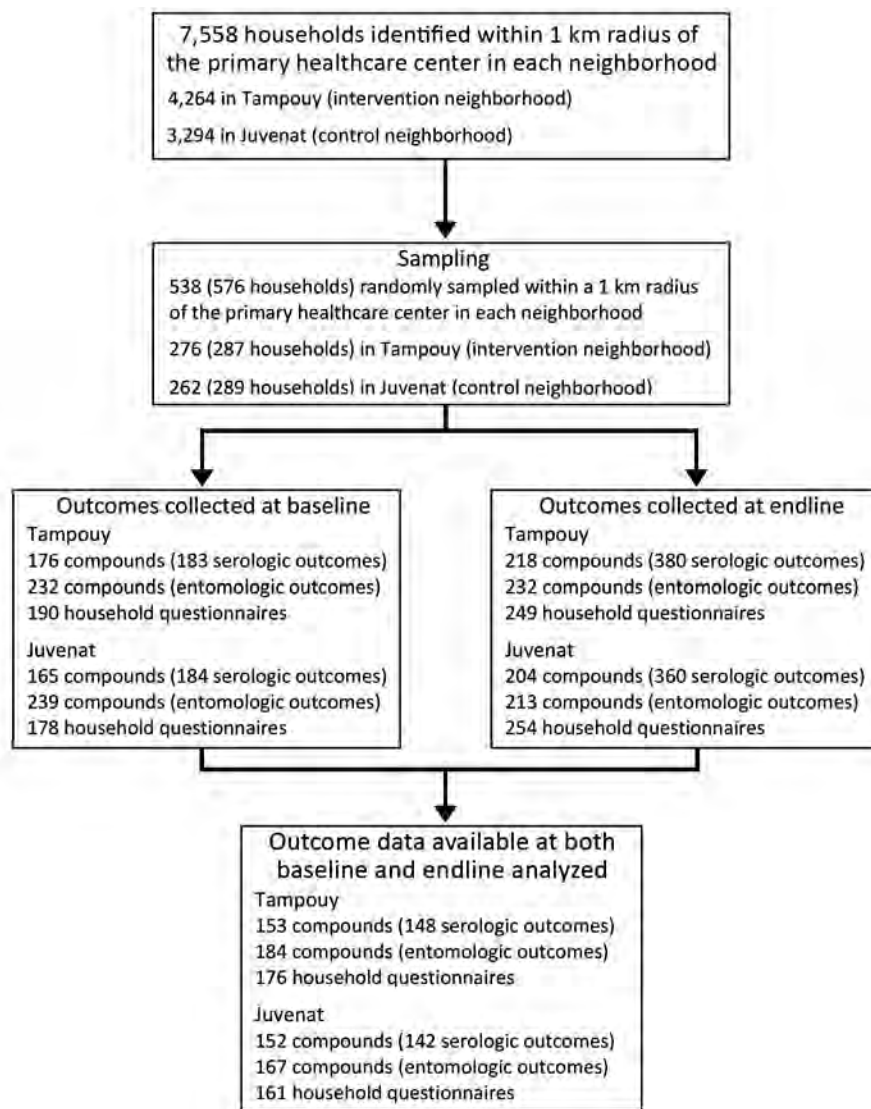 7,558 households identified within 1 km radius of
the primary healthcare center in each neighborhood
4,264 in Tampouy (intervention neighborhood)
3,294 in Juvenat (control neighborhood)
Sampling
538 (576 households) randomly sampled within a 1 km radius
of the primary healthcare center in each neighborhood
276 (287 households) in Tampouy (intervention neighborhood)
262 (289 households) in Juvenat (control neighborhood)
Outcomes collected at baseline
Tampouy
176 compounds (183 serologic outcomes)
232 compounds (entomologic outcomes)
190 household questionnaires
Juvenat
165 compounds (184 serologic outcomes)
239 compounds (entomologic outcomes)
178 household questionnaires
Outcomes collected at endline
Tampouy
218 compounds (380 serologic outcomes)
232 compounds (entomologic outcomes)
249 household questionnaires
Juvenat
204 compounds (360 serologic outcomes)
213 compounds (entomologic outcomes)
254 household questionnaires
Outcome data available at both
baseline and endline analyzed
Tampouy
153 compounds (148 serologic outcomes)
184 compounds (entomologic outcomes)
176 household questionnaires
Juvenat
152 compounds (142 serologic outcomes)
167 compounds (entomologic outcomes)
161 household questionnaires